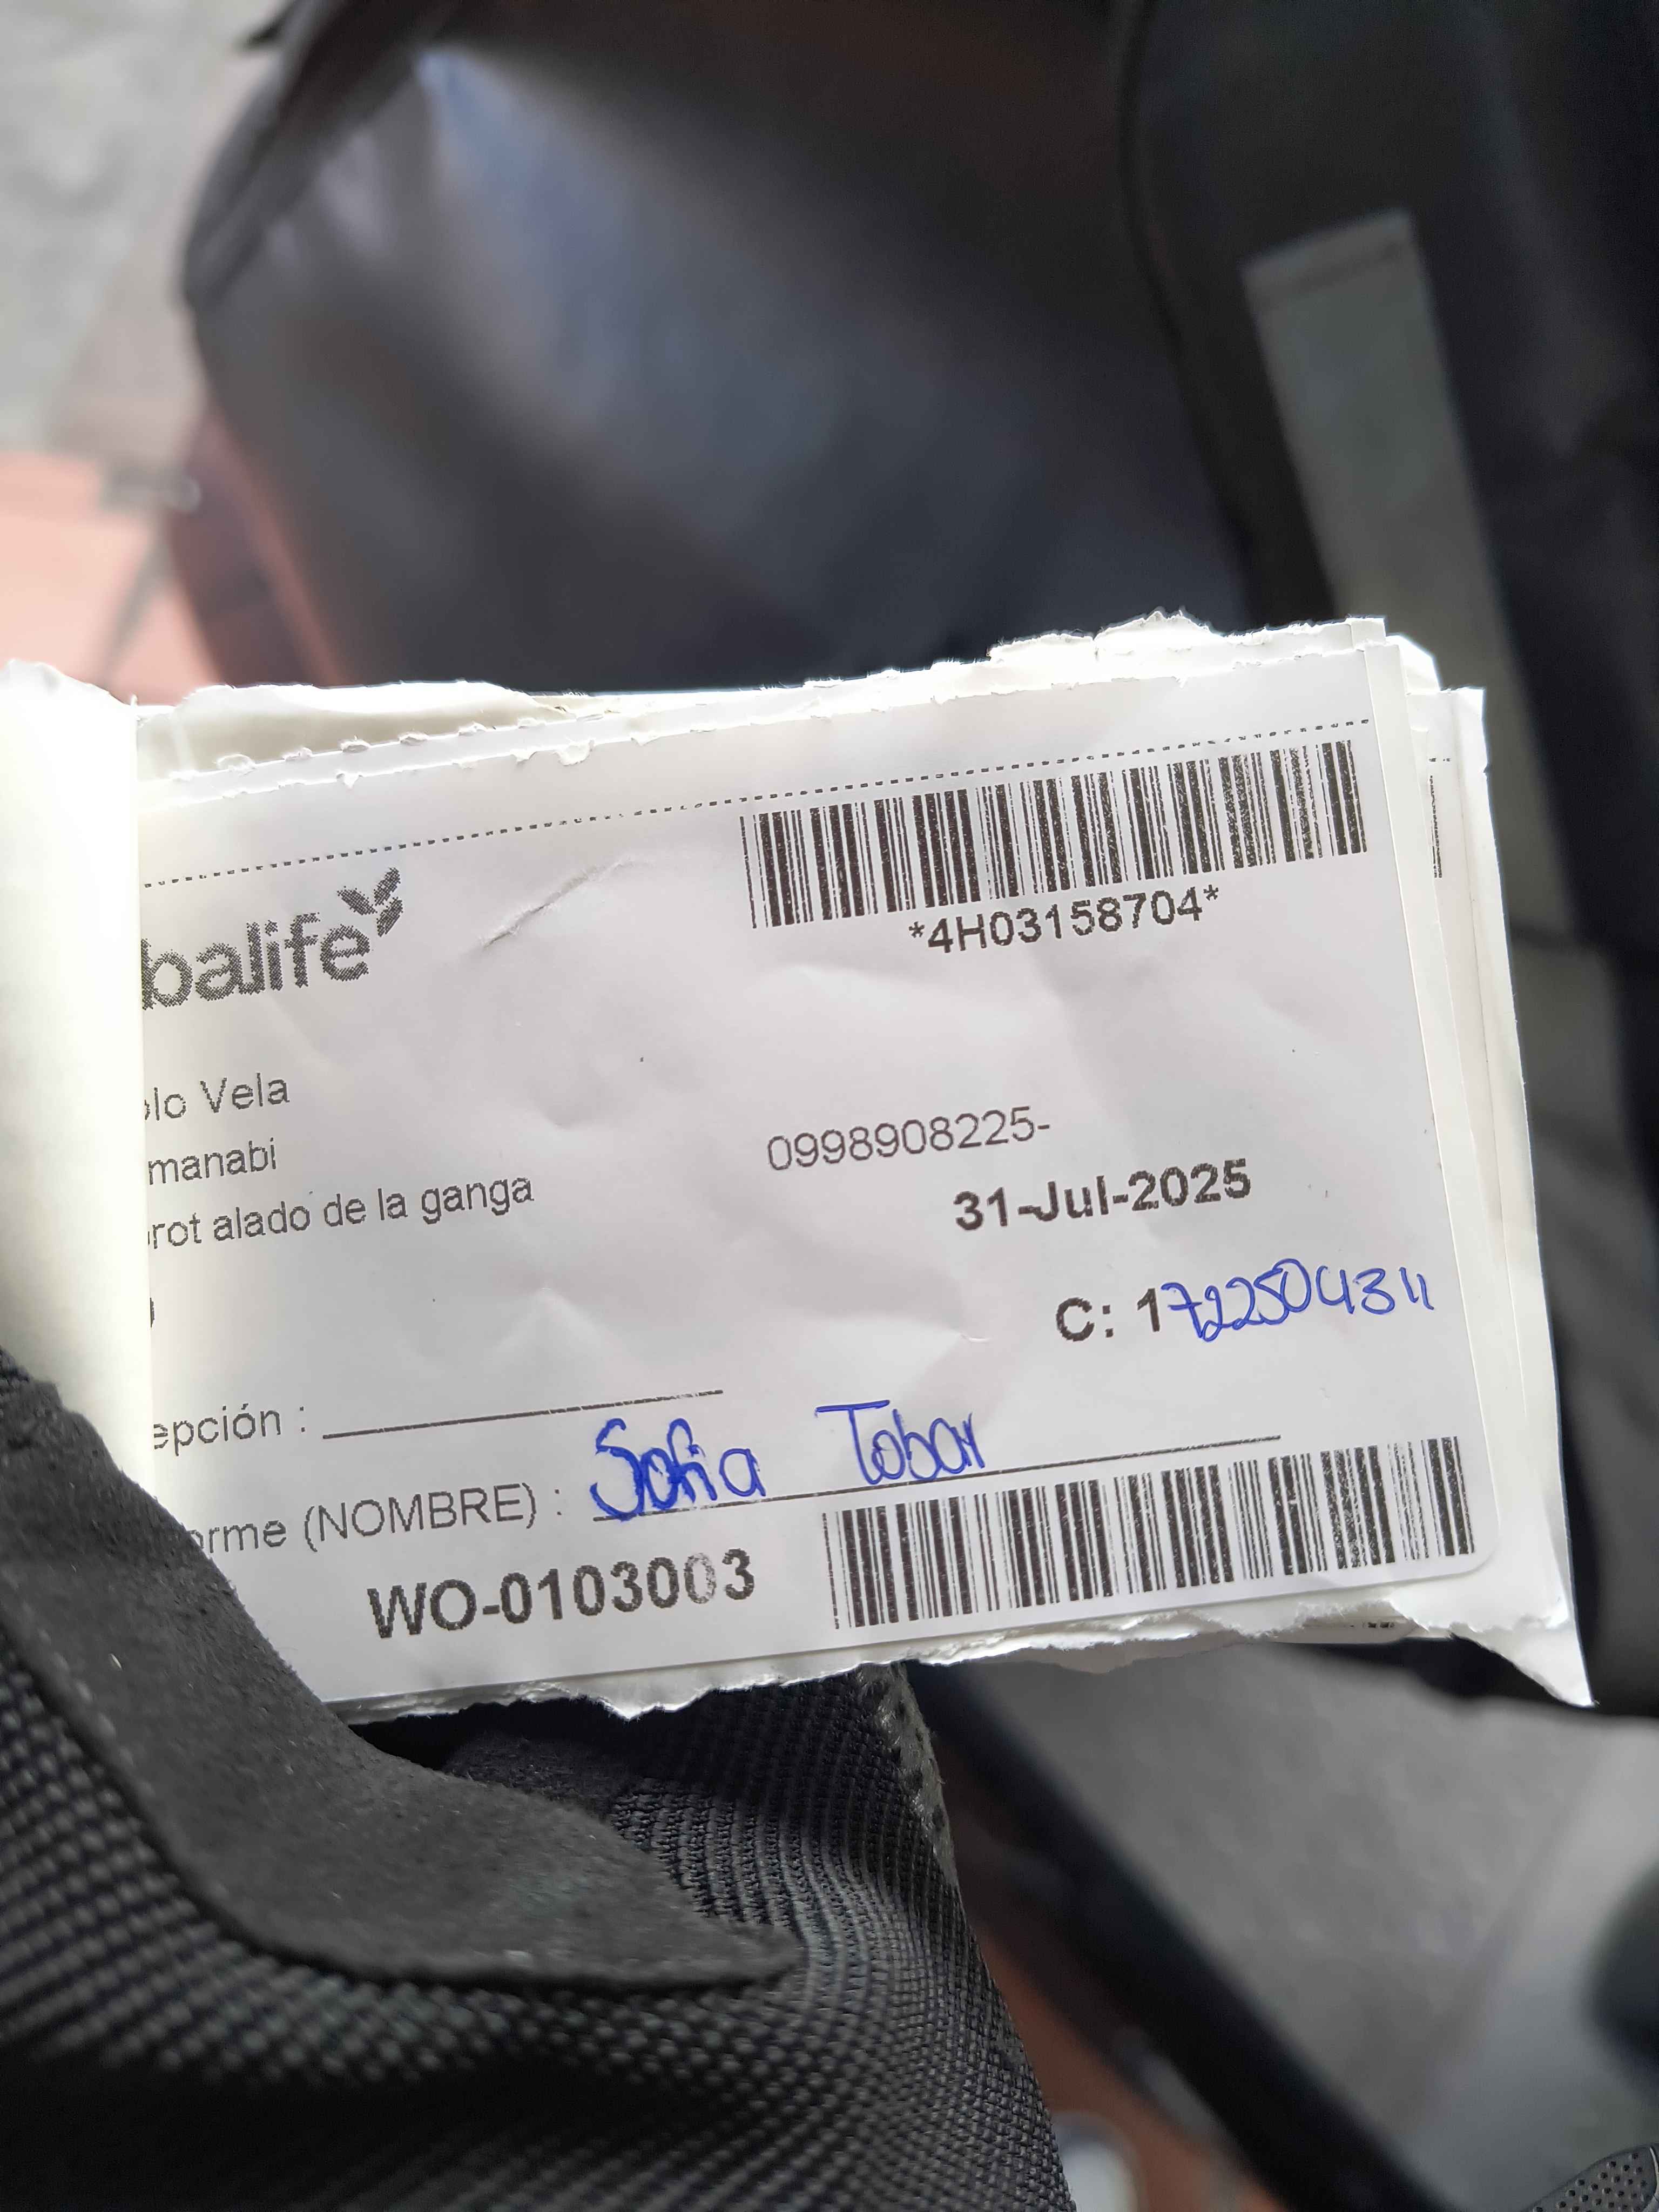 balife
*4H03158704*
olo Vela
manabi
0998908225-
rot alado de la ganga
31-Jul-2025
C: 1722504311
epción :
orme (NOMBRE) : Sofia Tobar
WO-0103003